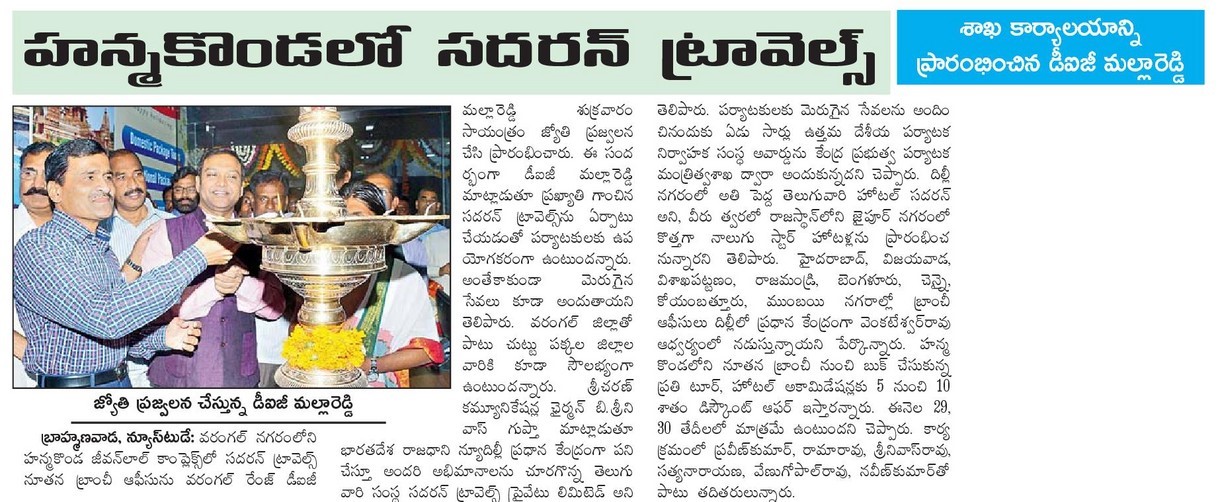 హన్మకొండలో సదరన్ ట్రావెల్స్
శాఖ కార్యాలయాన్ని
ప్రారంభించిన డీఐజీ మల్లారెడ్డి
Domestic Package Tou
ional Packa
జ్యోతి ప్రజ్వలన చేస్తున్న డీఐజీ మల్లారెడ్డి
బ్రాహ్మణవాడ, న్యూస్‌టుడే: వరంగల్ నగరంలోని
హన్మకొండ జీవన్‌లాల్ కాంప్లెక్స్‌లో సదరన్ ట్రావెల్స్
నూతన బ్రాంచీ ఆఫీసును వరంగల్ రేంజ్ డీఐజీ
మల్లారెడ్డి శుక్రవారం
సాయంత్రం జ్యోతి ప్రజ్వలన
చేసి ప్రారంభించారు. ఈ సంద
ర్భంగా డీఐజీ మల్లారెడ్డి
మాట్లాడుతూ ప్రఖ్యాతి గాంచిన
సదరన్ ట్రావెల్స్‌ను ఏర్పాటు
చేయడంతో పర్యాటకులకు ఉప
యోగకరంగా ఉంటుందన్నారు.
అంతేకాకుండా మెరుగైన
సేవలు కూడా అందుతాయని
తెలిపారు. వరంగల్ జిల్లాతో
పాటు చుట్టు పక్కల జిల్లాల
వారికి కూడా సౌలభ్యంగా
ఉంటుందన్నారు. శ్రీచరణ్
కమ్యూనికేషన్ల ఛైర్మన్ బి.శ్రీని
వాస్ గుప్తా మాట్లాడుతూ
భారతదేశ రాజధాని న్యూదిల్లీ ప్రధాన కేంద్రంగా పని
చేస్తూ అందరి అభిమానాలను చూరగొన్న తెలుగు
వారి సంస్థ సదరన్ ట్రావెల్స్ ప్రైవేటు లిమిటెడ్ అని
తెలిపారు. పర్యాటకులకు మెరుగైన సేవలను అందిం
చినందుకు ఏడు సార్లు ఉత్తమ దేశీయ పర్యాటక
నిర్వాహక సంస్థ అవార్డును కేంద్ర ప్రభుత్వ పర్యాటక
మంత్రిత్వశాఖ ద్వారా అందుకున్నదని చెప్పారు. దిల్లీ
నగరంలో అతి పెద్ద తెలుగువారి హోటల్ సదరన్
అని, వీరు త్వరలో రాజస్థాన్‌లోని జైపూర్ నగరంలో
కొత్తగా నాలుగు స్టార్ హోటళ్లను ప్రారంభించ
నున్నారని తెలిపారు. హైదరాబాద్, విజయవాడ,
విశాఖపట్టణం, రాజమండ్రి, బెంగళూరు, చెన్నై,
కోయంబత్తూరు, ముంబయి నగరాల్లో బ్రాంచీ
ఆఫీసులు దిల్లీలో ప్రధాన కేంద్రంగా వెంకటేశ్వర్‌రావు
ఆధ్వర్యంలో నడుస్తున్నాయని పేర్కొన్నారు. హన్మ
కొండలోని నూతన బ్రాంచీ నుంచి బుక్ చేసుకున్న
ప్రతి టూర్, హోటల్ అకామిడేషన్లకు 5 నుంచి 10
శాతం డిస్కౌంట్ ఆఫర్ ఇస్తారన్నారు. ఈనెల 29,
30 తేదీలలో మాత్రమే ఉంటుందని చెప్పారు. కార్య
క్రమంలో ప్రవీణ్‌కుమార్, రామారావు, శ్రీనివాస్‌రావు,
సత్యనారాయణ, వేణుగోపాల్‌రావు, నవీణ్‌కుమార్‌తో
పాటు తదితరులున్నారు.